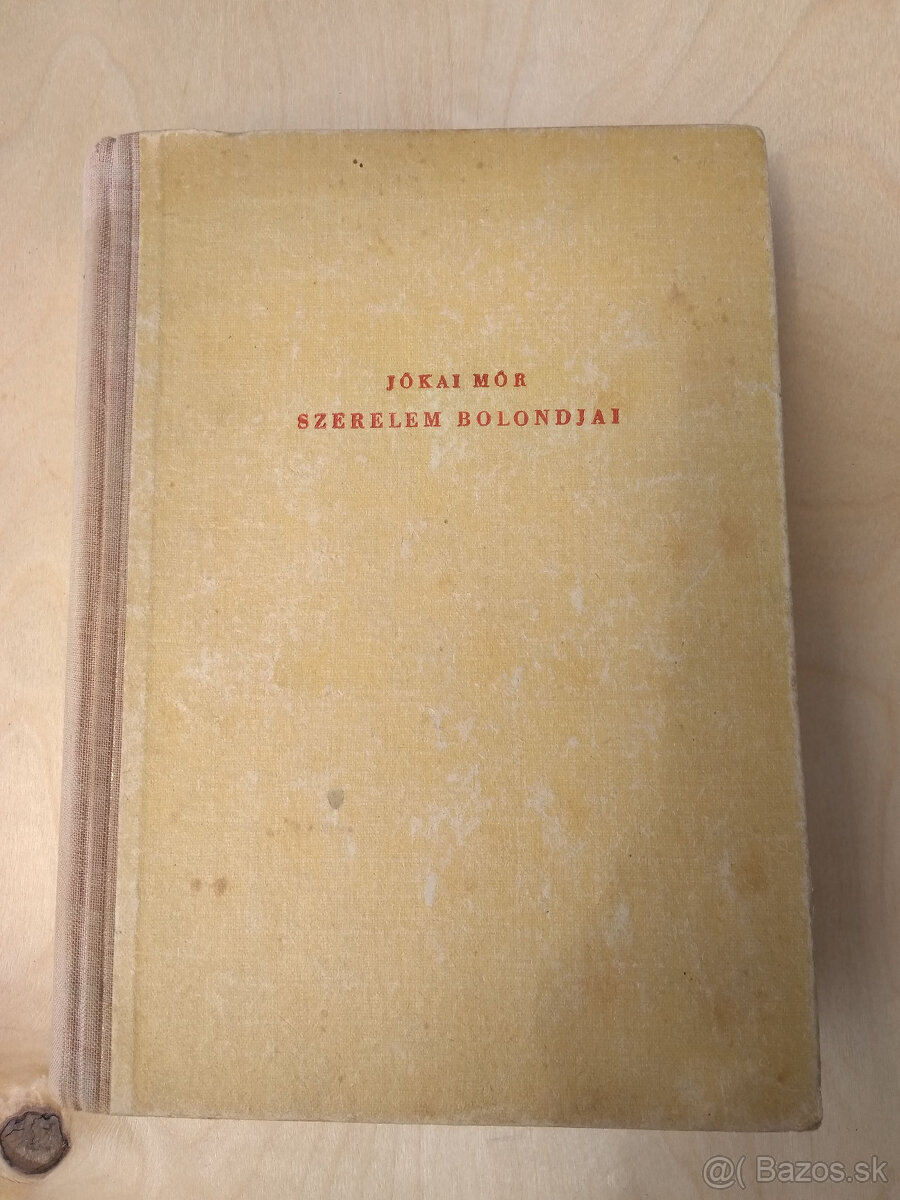 JÓKAI MÓR
SZERELEM BOLONDJAI
@( Bazos.sk